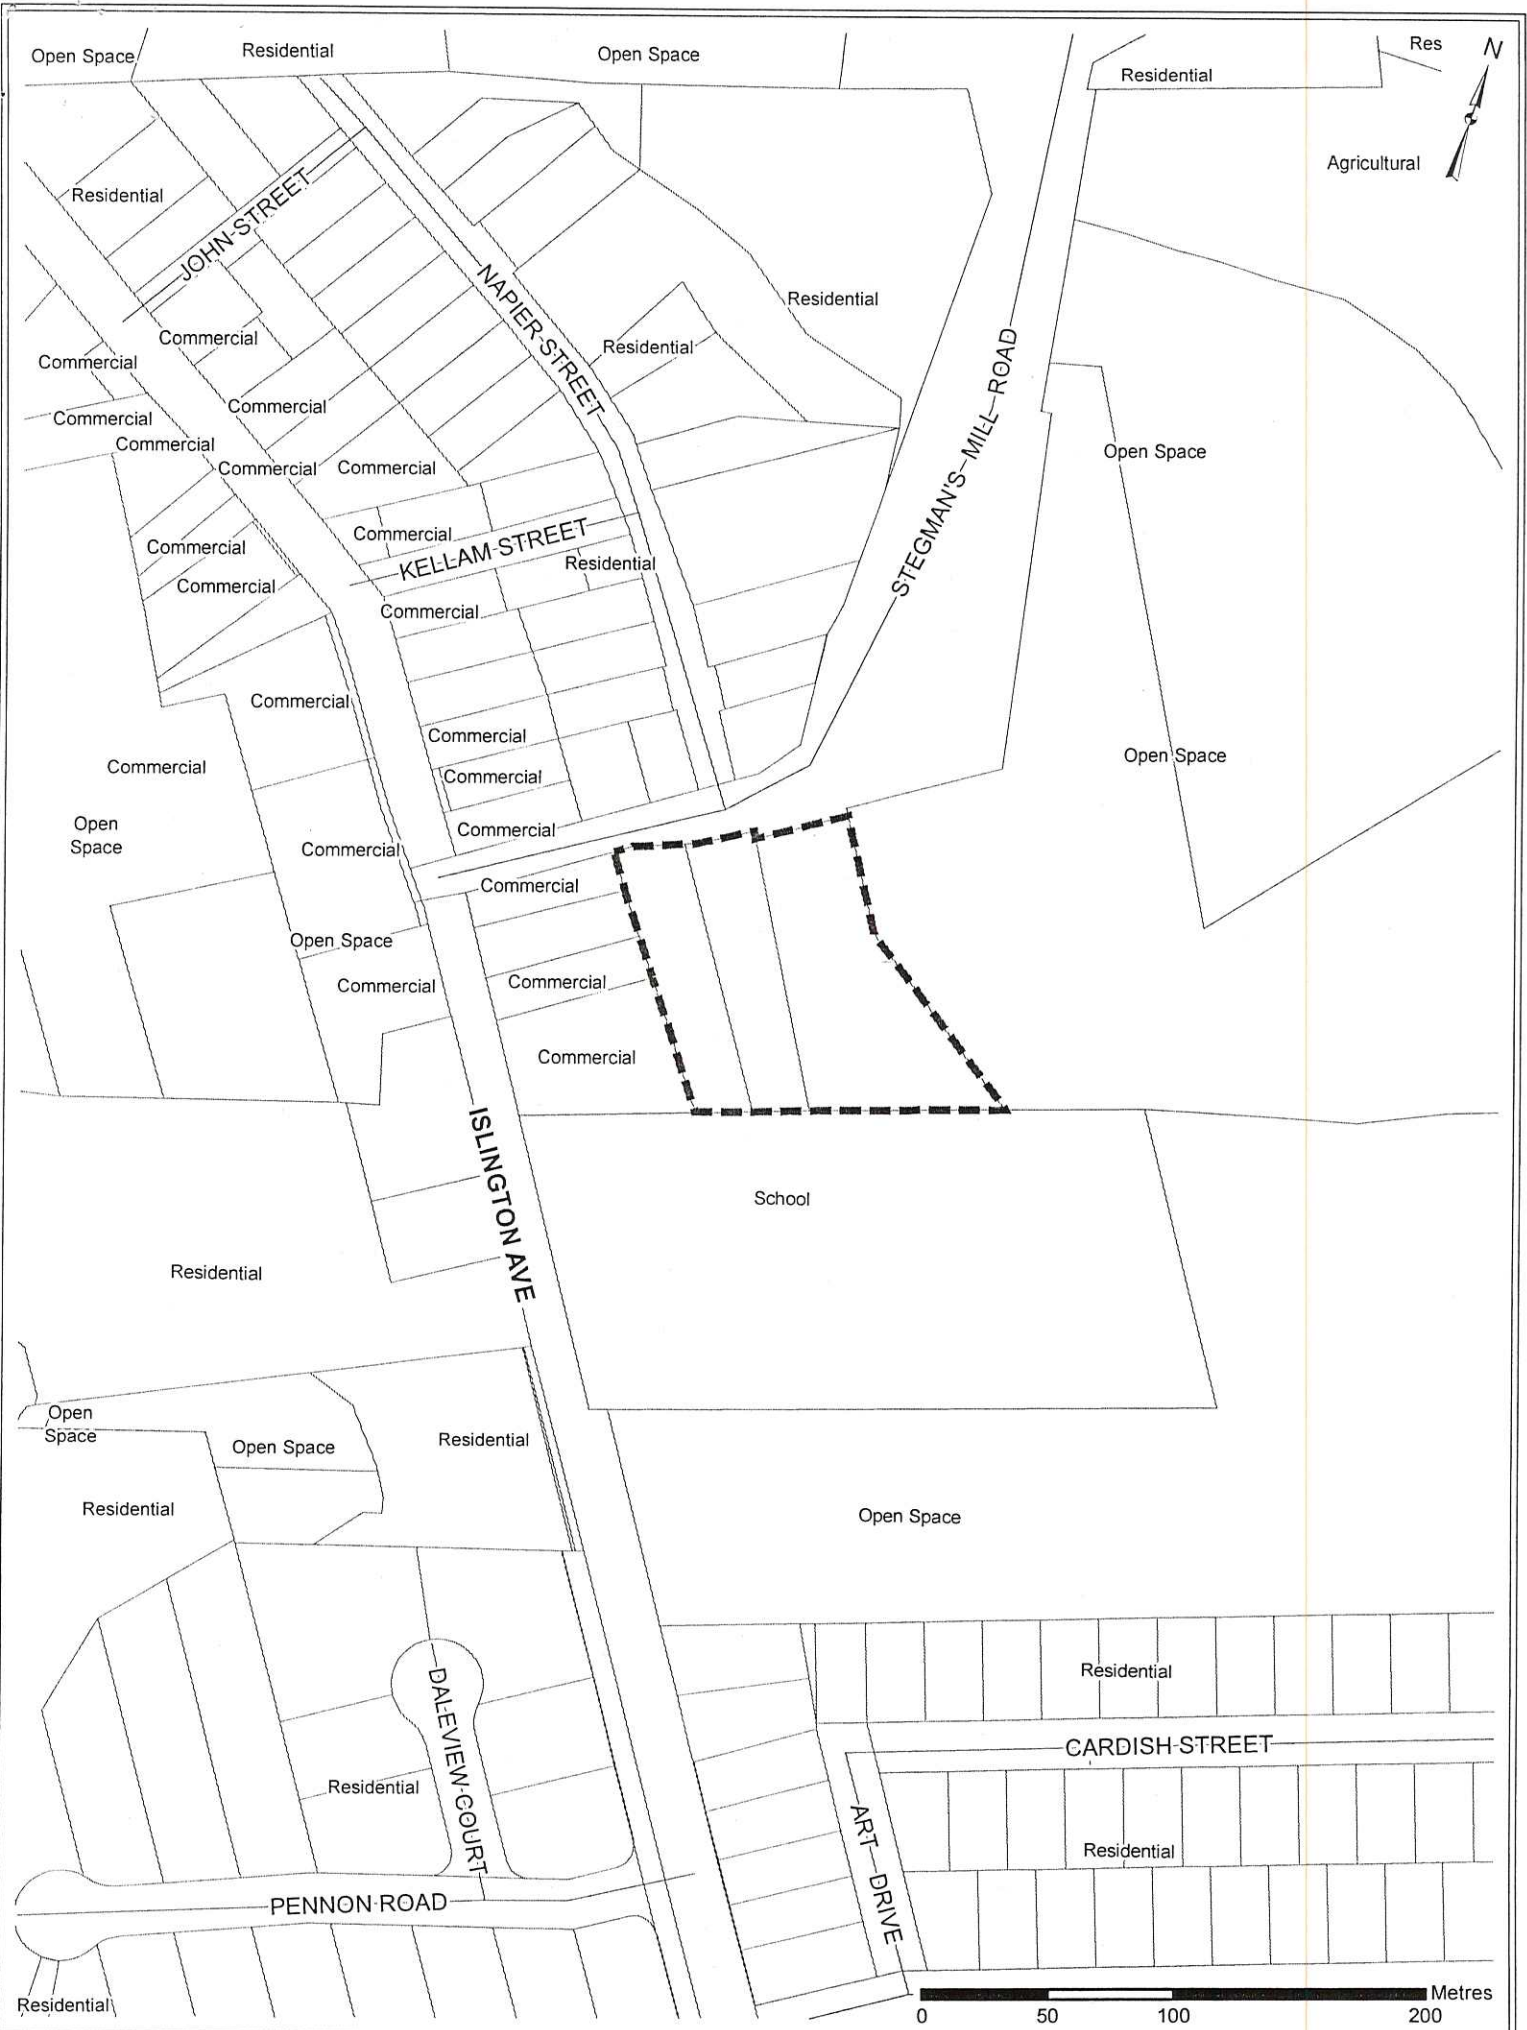 Open Space
Residential
Open Space
Res
N
Residential
Agricultural
Residential
JOHN STREET
NAPIER STREET
Residential
Commercial
Residential
Commercial
STEGMAN'S MILL ROAD
Commercial
Commercial
Commercial
Commercial
Commercial
Open Space
Commercial
KELLAM STREET
Commercial
Residential
Commercial
Commercial
Commercial
Commercial
Open Space
Commercial
Commercial
Open
Space
Commercial
Commercial
Commercial
Open Space
Commercial
Commercial
Commercial
ISLINGTON AVE
School
Residential
Open
Space
Open Space
Residential
Residential
Open Space
DALEVIEW COURT
Residential
CARDISH STREET
Residential
ART DRIVE
Residential
PENNON ROAD
Residential
Metres
0 50 100 200